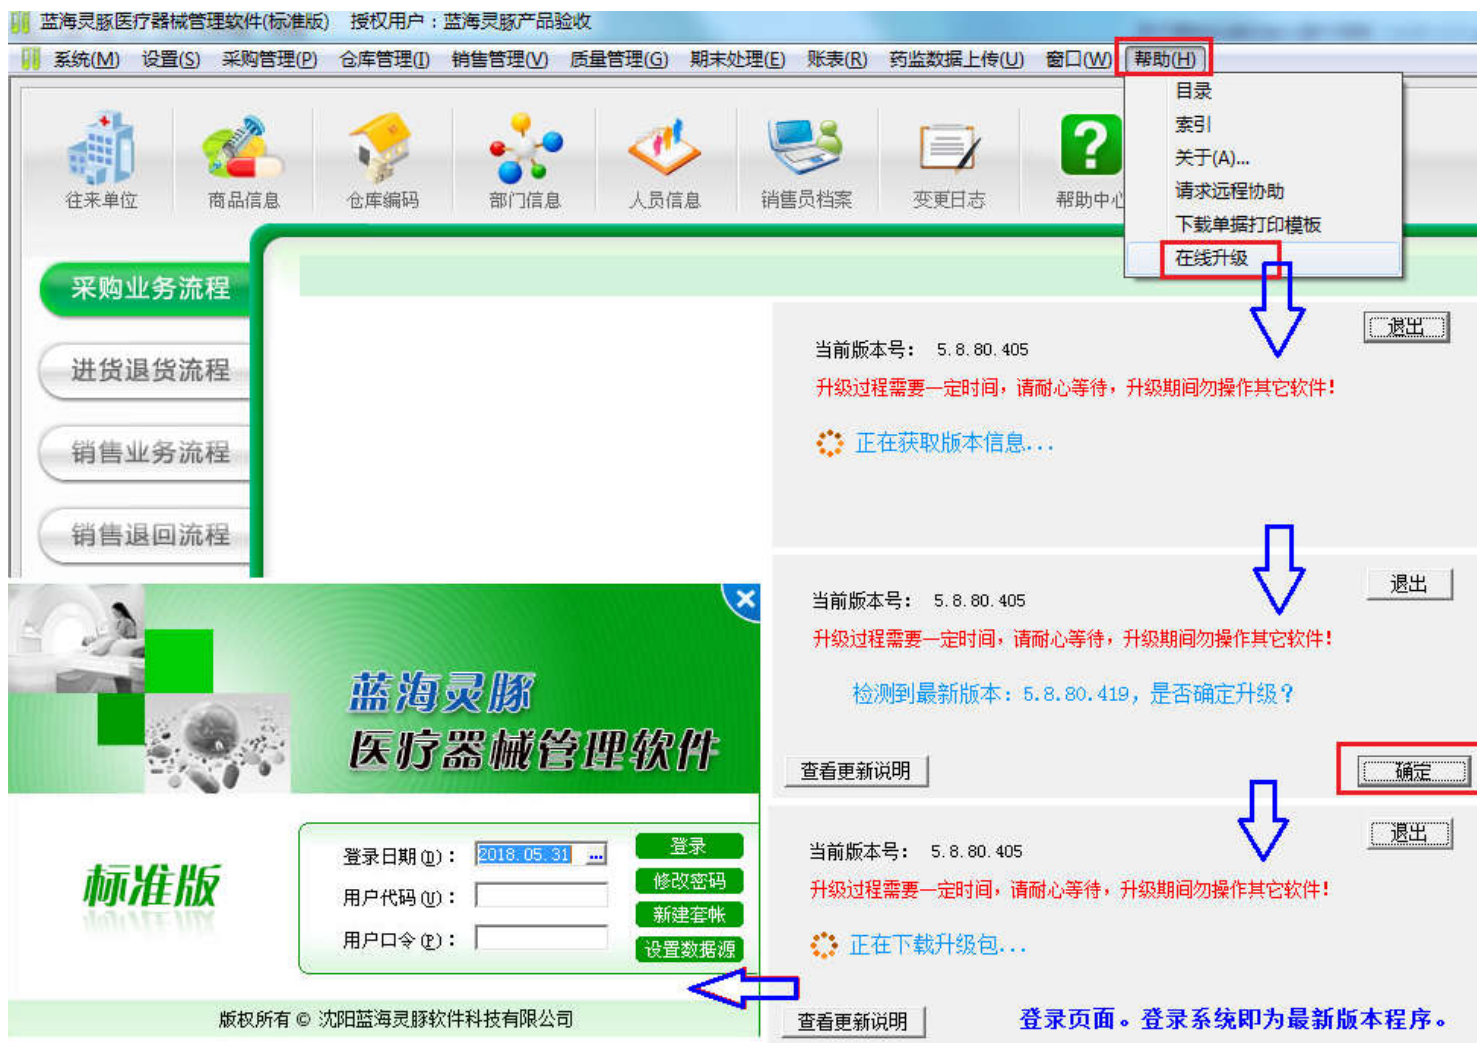 蓝海灵豚医疗器械管理软件(标准版) 授权用户：蓝海灵豚产品验收
系统(M) 设置(S) 采购管理(P) 仓库管理(I) 销售管理(V) 质量管理(G) 期末处理(E) 账表(R) 药监数据上传(U) 窗口(W) 帮助(H)
目录
索引
关于(A)...
请求远程协助
下载单据打印模板
在线升级
往来单位 商品信息 仓库编码 部门信息 人员信息 销售员档案 变更日志 帮助中心
采购业务流程
进货退货流程
销售业务流程
销售退回流程
退出
当前版本号： 5.8.80.405
升级过程需要一定时间，请耐心等待，升级期间勿操作其它软件！
正在获取版本信息...
退出
当前版本号： 5.8.80.405
升级过程需要一定时间，请耐心等待，升级期间勿操作其它软件！
检测到最新版本：5.8.80.419，是否确定升级？
查看更新说明 确定
退出
当前版本号： 5.8.80.405
升级过程需要一定时间，请耐心等待，升级期间勿操作其它软件！
正在下载升级包...
查看更新说明
登录页面。登录系统即为最新版本程序。
蓝海灵豚
医疗器械管理软件
标准版
登录日期(D)： 2018.05.31 ... 登录
用户代码(U)： 修改密码
新建套帐
用户口令(P)： 设置数据源
版权所有 © 沈阳蓝海灵豚软件科技有限公司